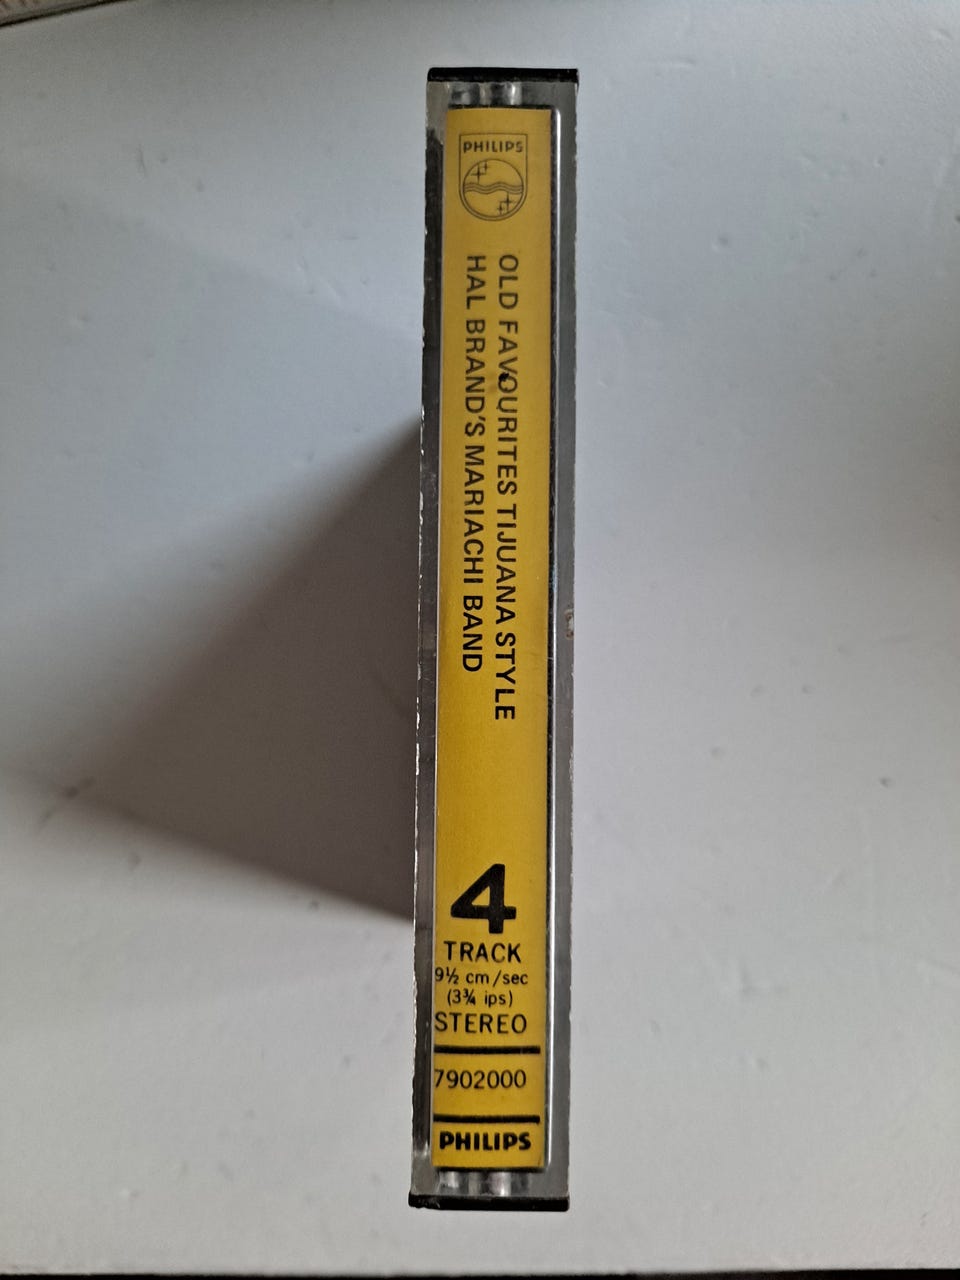 PHILIPS
OLD FAVOURITES TIJUANA STYLE
HAL BRAND'S MARIACHI BAND
4
TRACK
9½ cm/sec
(3¾ ips)
STEREO
7902000
PHILIPS